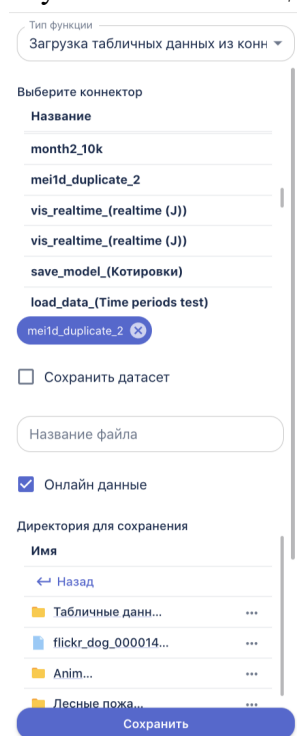 Тип функции
Загрузка табличных данных из конн
Выберите коннектор
Название
month2_10k
mei1d_duplicate_2
vis_realtime_(realtime (J))
vis_realtime_(realtime (J))
save_model_(Котировки)
load_data_(Time periods test)
mei1d_duplicate_2
Сохранить датасет
Название файла
Онлайн данные
Директория для сохранения
Имя
Назад
Табличные данн...
flickr_dog_000014...
Anim...
Лесные пожа...
Сохранить